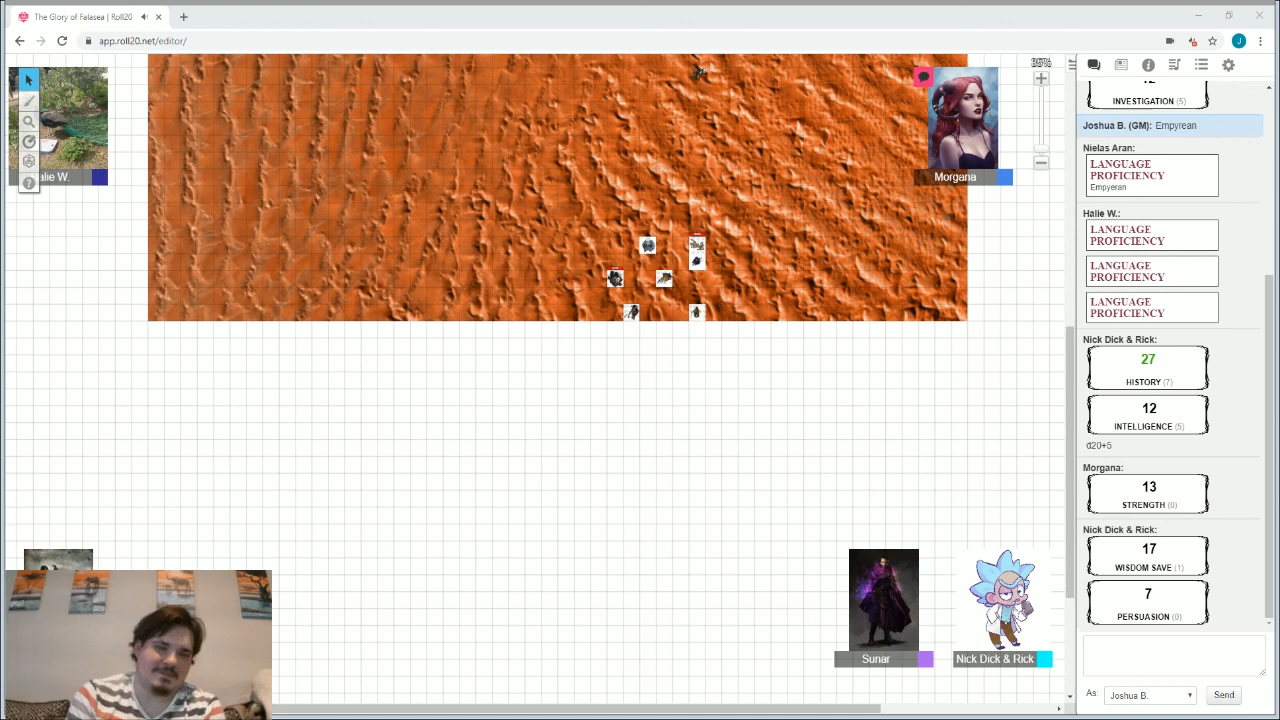 The Glory of Falasea | Roll20
app.roll20.net/editor/
85%
alie W.
Morgana
Sunar
Nick Dick & Rick
INVESTIGATION (5)
Joshua B. (GM): Empyrean
Nielas Aran:
LANGUAGE
PROFICIENCY
Empyeran
Halie W.:
LANGUAGE
PROFICIENCY
LANGUAGE
PROFICIENCY
LANGUAGE
PROFICIENCY
Nick Dick & Rick:
27
HISTORY (7)
12
INTELLIGENCE (5)
d20+5
Morgana:
13
STRENGTH (0)
Nick Dick & Rick:
17
WISDOM SAVE (1)
7
PERSUASION (0)
As:
Joshua B.
Send
J